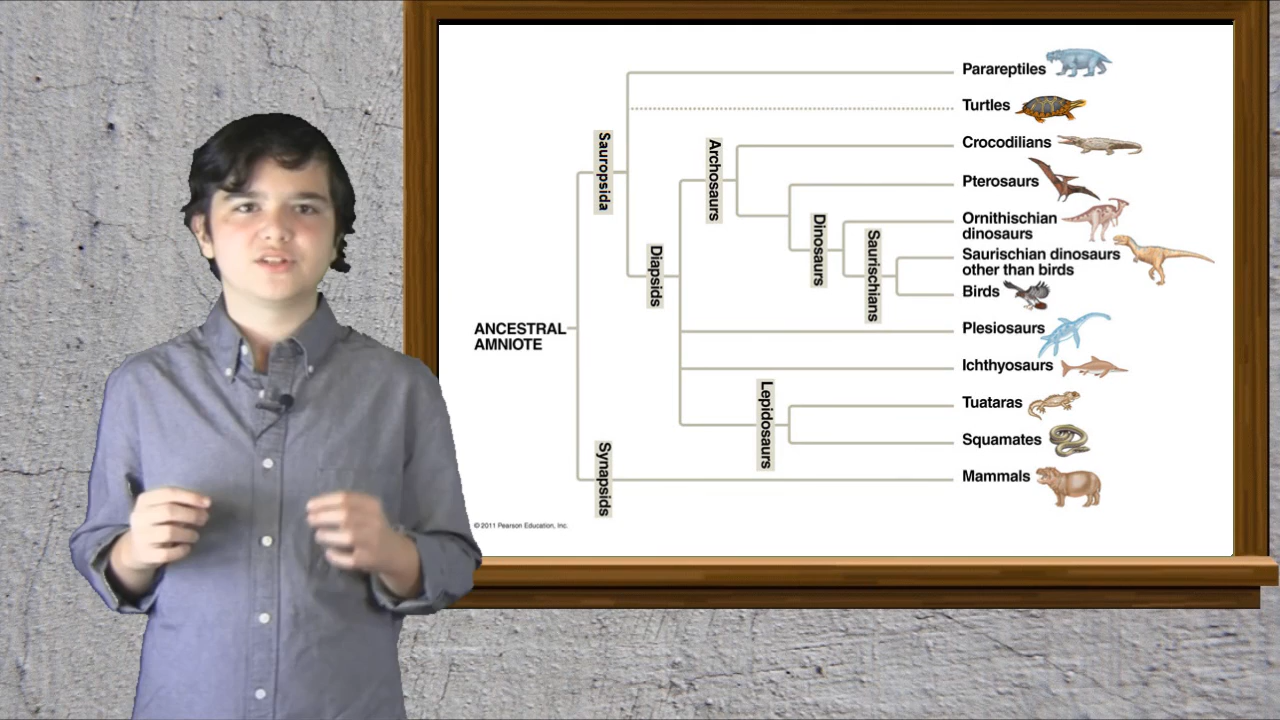 Parareptiles
Turtles
Crocodilians
Pterosaurs
Ornithischian
dinosaurs
Saurischian dinosaurs
other than birds
Birds
Plesiosaurs
Ichthyosaurs
Tuataras
Squamates
Mammals
Sauropsida
Archosaurs
Dinosaurs
Saurischians
Diapsids
Lepidosaurs
Synapsids
ANCESTRAL
AMNIOTE
© 2011 Pearson Education, Inc.